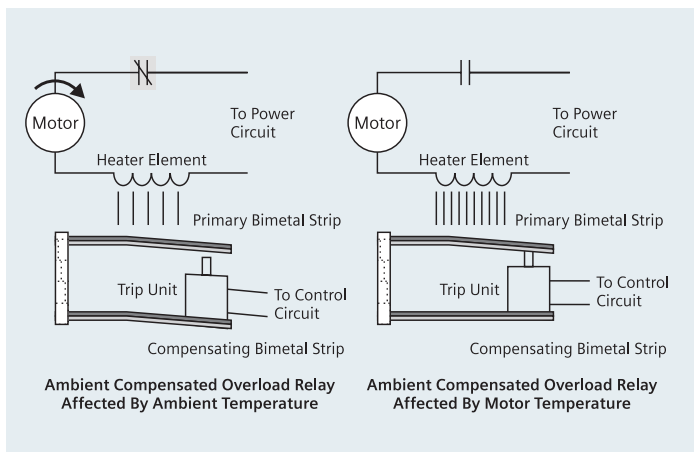 Motor
To Power
Circuit
Heater Element
Primary Bimetal Strip
Trip Unit
To Control
Circuit
Compensating Bimetal Strip
Ambient Compensated Overload Relay
Affected By Ambient Temperature
Motor
To Power
Circuit
Heater Element
Primary Bimetal Strip
Trip Unit
To Control
Circuit
Compensating Bimetal Strip
Ambient Compensated Overload Relay
Affected By Motor Temperature